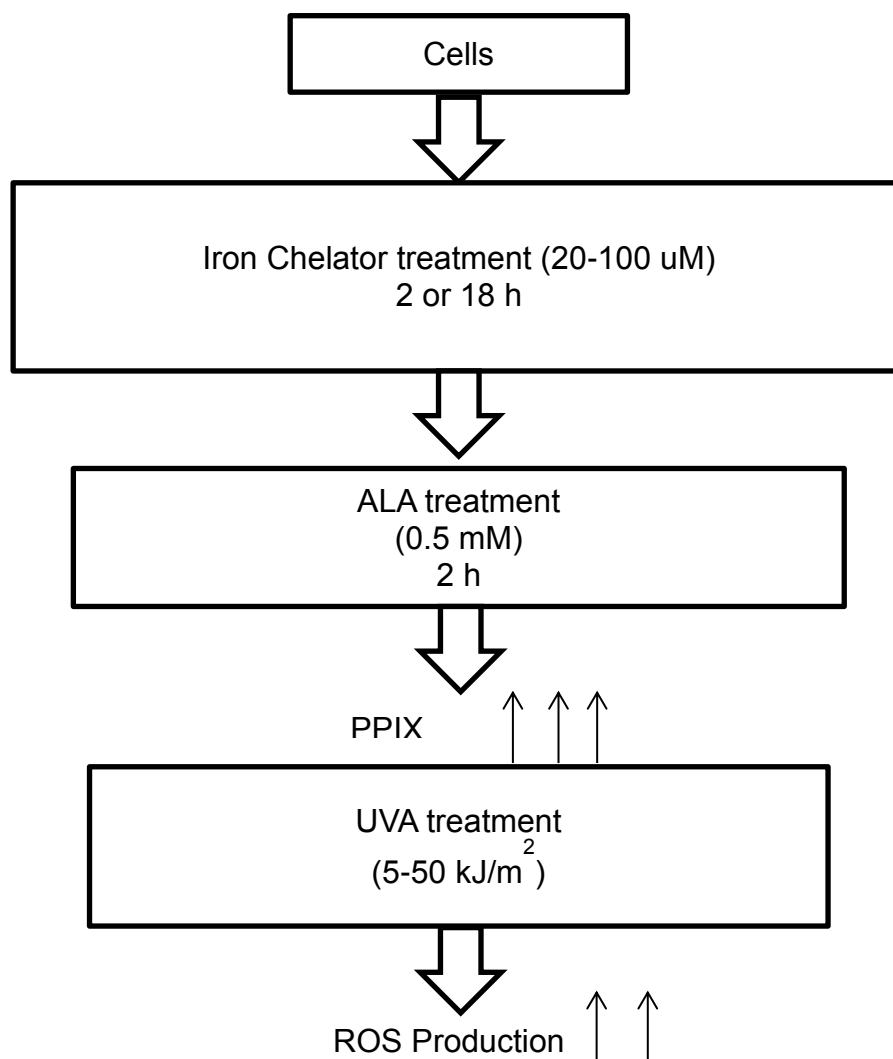 Cells
Iron Chelator treatment (20-100 uM)
2 or 18 h
ALA treatment
(0.5 mM)
2 h
PPIX
UVA treatment
(5-50 kJ/m²)
ROS Production